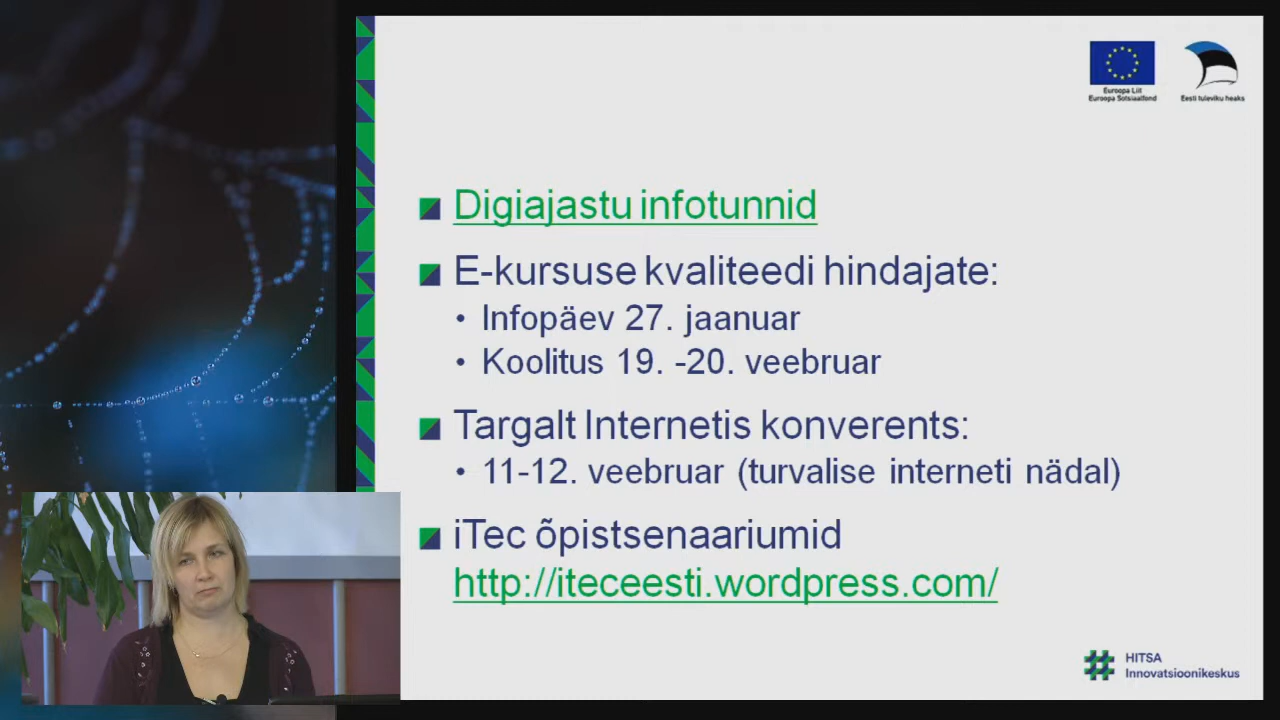 Euroopa Liit
Euroopa Sotsiaalfond
Eesti tuleviku heaks
Digiajastu infotunnid
E-kursuse kvaliteedi hindajate:
• Infopäev 27. jaanuar
• Koolitus 19. -20. veebruar
Targalt Internetis konverents:
• 11-12. veebruar (turvalise interneti nädal)
iTec õpistsenaariumid
http://iteceesti.wordpress.com/
HITSA
Innovatsioonikeskus